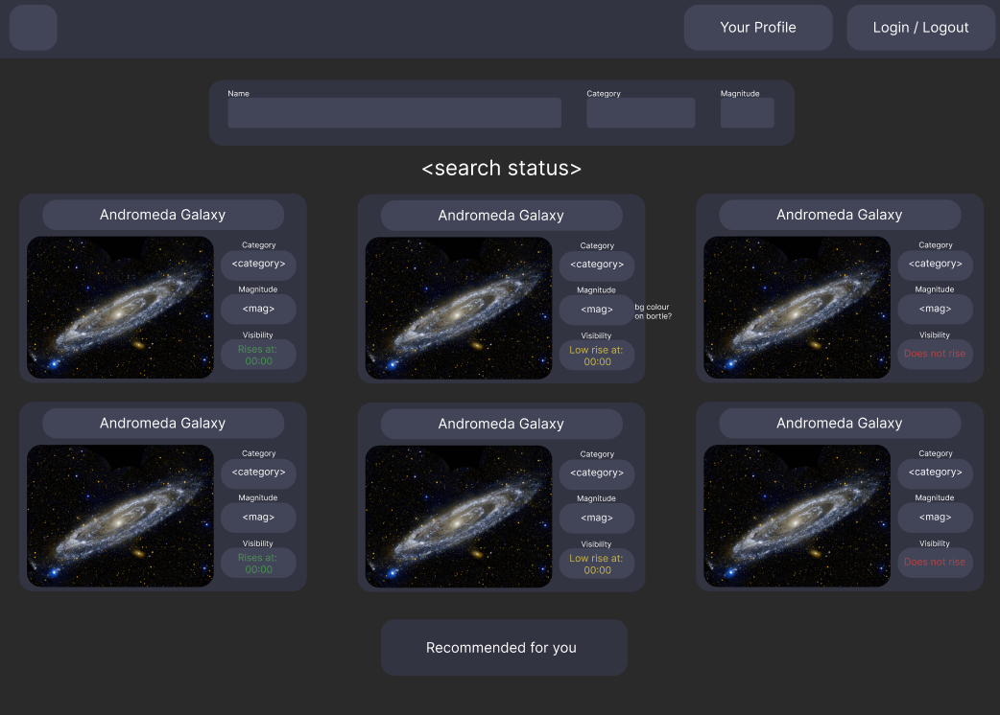 Your Profile
Login / Logout
Name
Category
Magnitude
<search status>
Andromeda Galaxy
Category
<category>
Magnitude
<mag>
Visibility
Rises at:
00:00
Andromeda Galaxy
Category
<category>
Magnitude
<mag>
bg colour
on bortle?
Visibility
Low rise at:
00:00
Andromeda Galaxy
Category
<category>
Magnitude
<mag>
Visibility
Does not rise
Andromeda Galaxy
Category
<category>
Magnitude
<mag>
Visibility
Rises at:
00:00
Andromeda Galaxy
Category
<category>
Magnitude
<mag>
Visibility
Low rise at:
00:00
Andromeda Galaxy
Category
<category>
Magnitude
<mag>
Visibility
Does not rise
Recommended for you